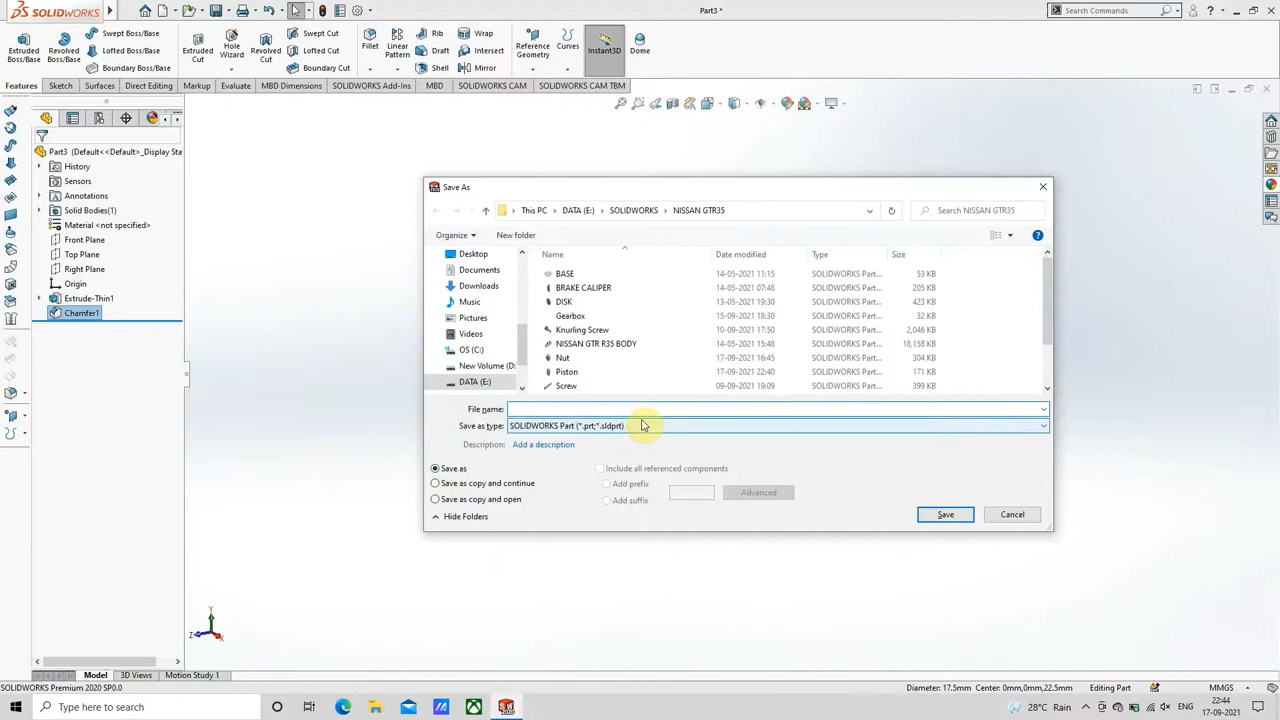 SOLIDWORKS
Part3 *
Search Commands
Extruded Boss/Base
Revolved Boss/Base
Swept Boss/Base
Lofted Boss/Base
Boundary Boss/Base
Extruded Cut
Hole Wizard
Revolved Cut
Swept Cut
Lofted Cut
Boundary Cut
Fillet
Linear Pattern
Rib
Draft
Shell
Wrap
Intersect
Mirror
Reference Geometry
Curves
Instant3D
Dome
Features
Sketch
Surfaces
Direct Editing
Markup
Evaluate
MBD Dimensions
SOLIDWORKS Add-Ins
MBD
SOLIDWORKS CAM
SOLIDWORKS CAM TBM
Part3 (Default<<Default>_Display Sta
History
Sensors
Annotations
Solid Bodies(1)
Material <not specified>
Front Plane
Top Plane
Right Plane
Origin
Extrude-Thin1
Chamfer1
Save As
This PC > DATA (E:) > SOLIDWORKS > NISSAN GTR35
Search NISSAN GTR35
Organize
New folder
Desktop
Documents
Downloads
Music
Pictures
Videos
OS (C:)
New Volume (D:
DATA (E:)
Name Date modified Type Size
BASE 14-05-2021 11:15 SOLIDWORKS Part... 53 KB
BRAKE CALIPER 14-05-2021 07:48 SOLIDWORKS Part... 205 KB
DISK 13-05-2021 19:30 SOLIDWORKS Part... 423 KB
Gearbox 15-09-2021 18:30 SOLIDWORKS Part... 32 KB
Knurling Screw 10-09-2021 17:50 SOLIDWORKS Part... 2,046 KB
NISSAN GTR R35 BODY 14-05-2021 15:48 SOLIDWORKS Part... 18,158 KB
Nut 17-09-2021 16:45 SOLIDWORKS Part... 304 KB
Piston 17-09-2021 22:40 SOLIDWORKS Part... 171 KB
Screw 09-09-2021 19:09 SOLIDWORKS Part... 399 KB
File name:
Save as type: SOLIDWORKS Part (*.prt;*.sldprt)
Description: Add a description
Save as
Save as copy and continue
Save as copy and open
Include all referenced components
Add prefix
Add suffix
Advanced
Hide Folders
Save
Cancel
Y
Z
X
Model
3D Views
Motion Study 1
SOLIDWORKS Premium 2020 SP0.0
Diameter: 17.5mm Center: 0mm,0mm,22.5mm
Editing Part
MMGS
Type here to search
28°C Rain
ENG
22:44
17-09-2021